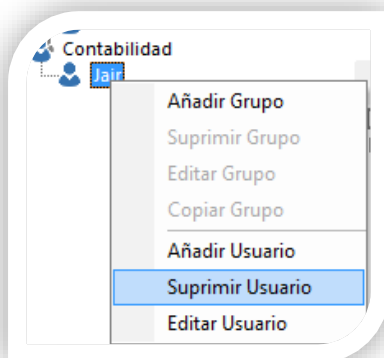 Contabilidad
Jair
Añadir Grupo
Suprimir Grupo
Editar Grupo
Copiar Grupo
Añadir Usuario
Suprimir Usuario
Editar Usuario